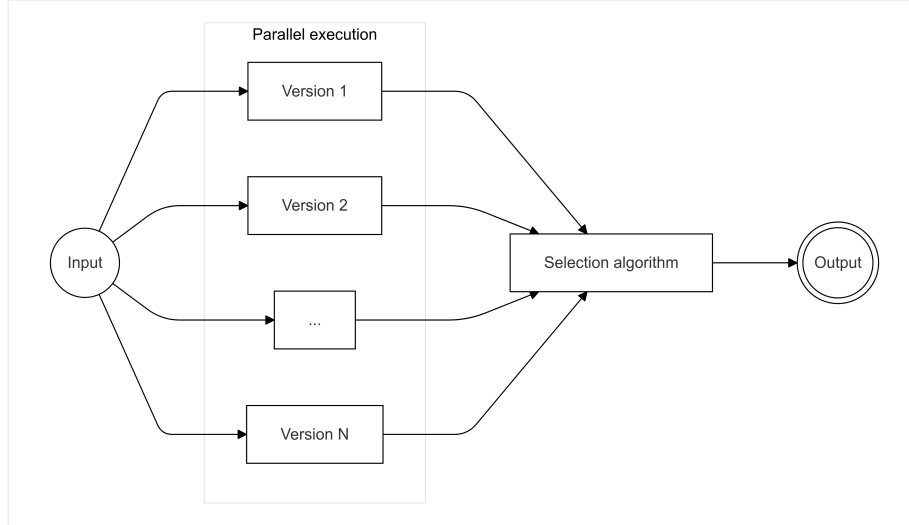 Parallel execution
Version 1
Version 2
Input
Selection algorithm
Output
...
Version N